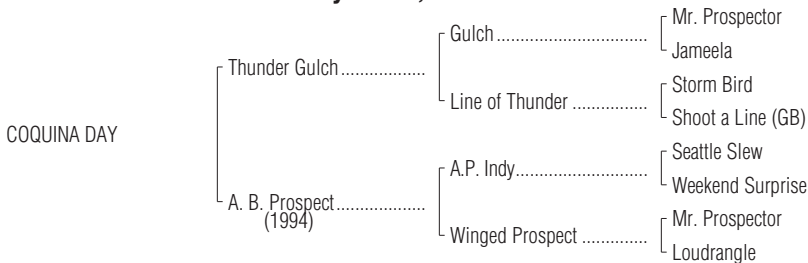 Mr. Prospector
Gulch
Jameela
Thunder Gulch
Storm Bird
Line of Thunder
Shoot a Line (GB)
COQUINA DAY
Seattle Slew
A.P. Indy
Weekend Surprise
A. B. Prospect
(1994)
Mr. Prospector
Winged Prospect
Loudrangle